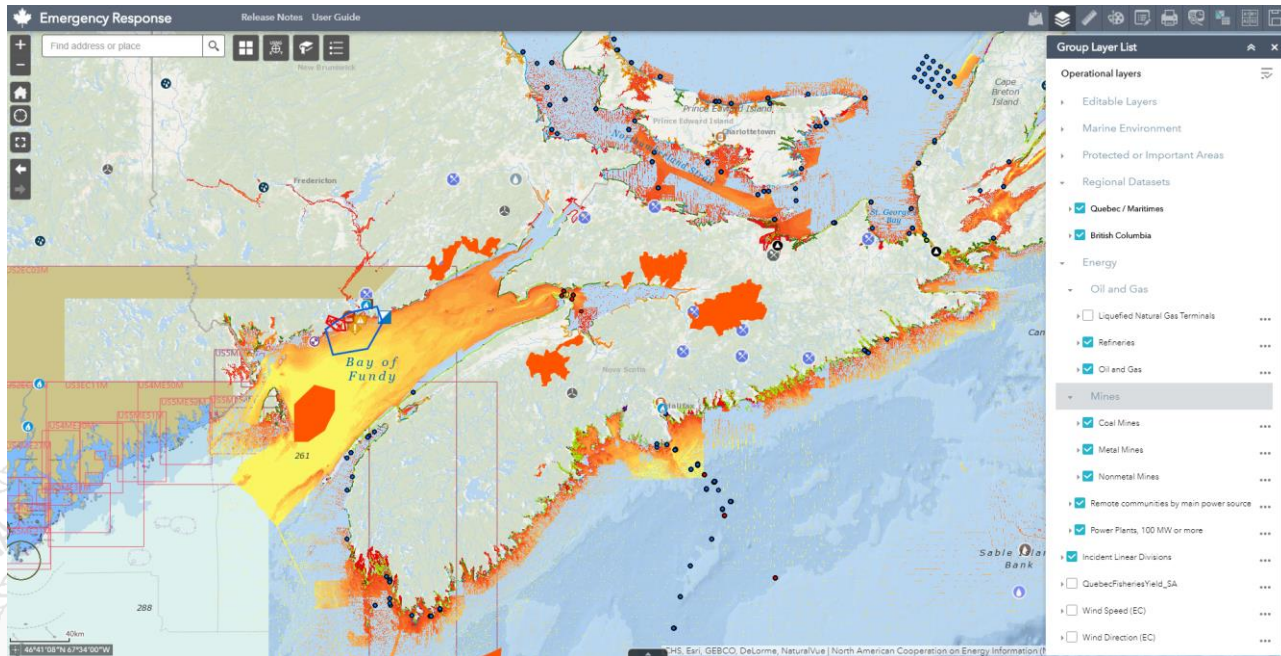 Emergency Response
Release Notes
User Guide
Find address or place
Group Layer List
Operational layers
Editable Layers
Marine Environment
Protected or Important Areas
Regional Datasets
Quebec / Maritimes
British Columbia
Energy
Oil and Gas
Liquefied Natural Gas Terminals
Refineries
Oil and Gas
Mines
Coal Mines
Metal Mines
Nonmetal Mines
Remote communities by main power source
Power Plants, 100 MW or more
Incident Linear Divisions
QuebecFisheriesYield_SA
Wind Speed (EC)
Wind Direction (EC)
New Brunswick
Cape
Breton
Island
Prince Edward Island
Prince Edward Island
Charlottetown
Fredericton
St. George's
Bay
US2EC03M
Bay of
Fundy
Nova Scotia
Halifax
US3EC11M
US4ME30M
261
288
Bank
40km
46°41'08"N 67°34'00"W
CHS, Esri, GEBCO, DeLorme, NaturalVue | North American Cooperation on Energy Information (N